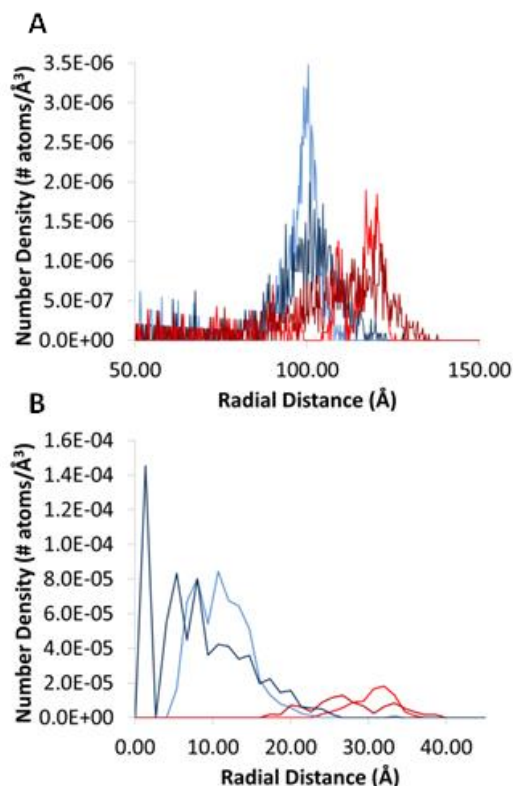 A
Number Density (# atoms/Å³)
3.5E-06
3.0E-06
2.5E-06
2.0E-06
1.5E-06
1.0E-06
5.0E-07
0.0E+00
50.00 100.00 150.00
Radial Distance (Å)
B
Number Density (# atoms/Å³)
1.6E-04
1.4E-04
1.2E-04
1.0E-04
8.0E-05
6.0E-05
4.0E-05
2.0E-05
0.0E+00
0.00 10.00 20.00 30.00 40.00
Radial Distance (Å)